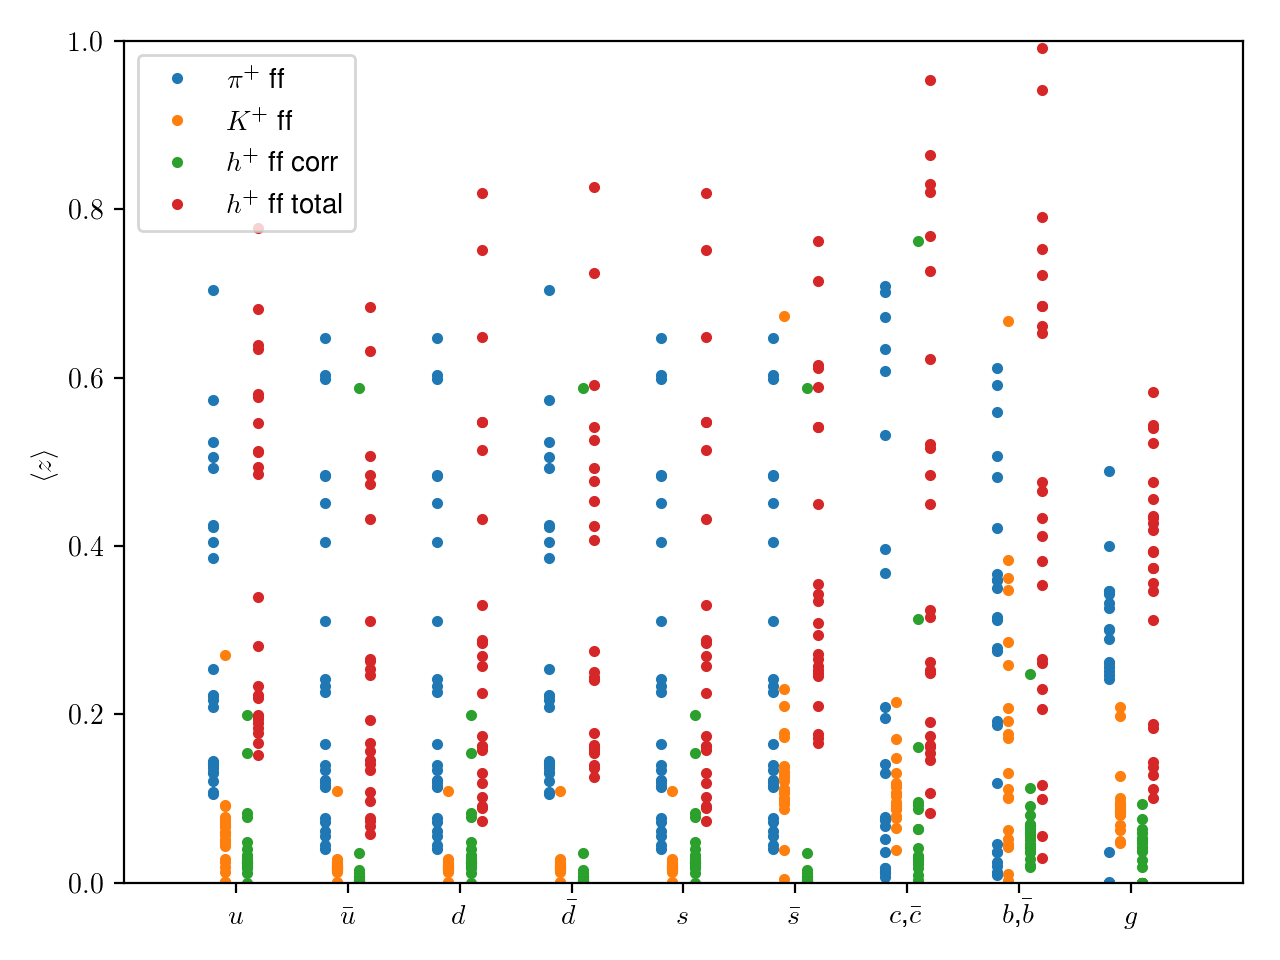 π⁺ ff
K⁺ ff
h⁺ ff corr
h⁺ ff total
1.0
0.8
0.6
0.4
0.2
0.0
⟨z⟩
u ū d d̄ s s̄ c,c̄ b,b̄ g